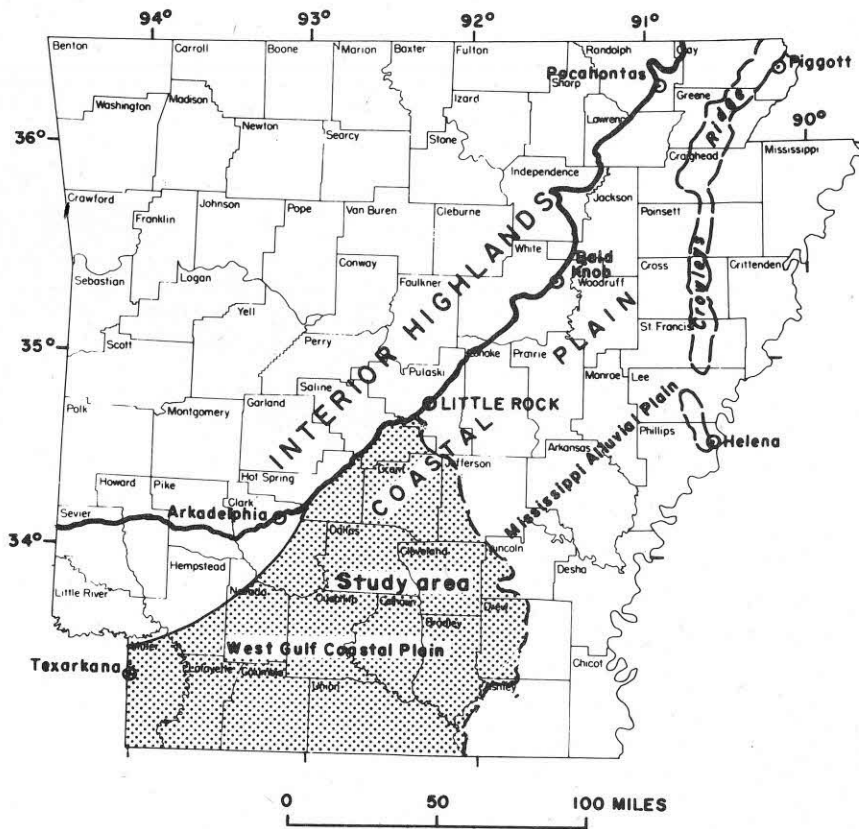 94°
93°
92°
91°
Benton
Carroll
Boone
Marion
Baxter
Fulton
Randolph
Clay
Piggott
Pocahontas
Sharp
Greene
Izard
Washington
Madison
Lawrence
Ridge
90°
36°
Newton
Searcy
Stone
Craighead
Mississippi
Independence
Jackson
Crawford
Franklin
Johnson
Pope
Van Buren
Cleburne
Poinsett
White
Bald
Knob
Cross
Crittenden
Sebastian
Logan
Conway
Faulkner
Woodruff
Crowleys
INTERIOR HIGHLANDS
Yell
St. Francis
35°
Scott
Perry
Lonoke
Prairie
Pulaski
Monroe
Lee
Saline
PLAIN
Polk
Montgomery
Garland
LITTLE ROCK
Phillips
COASTAL
Arkansas
Helena
Hot Spring
Grant
Jefferson
Mississippi Alluvial Plain
Howard
Pike
Clark
Sevier
Arkadelphia
34°
Dallas
Cleveland
Lincoln
Hempstead
Desha
Little River
Nevada
Study area
Ouachita
Calhoun
Drew
Bradley
Miller
West Gulf Coastal Plain
Texarkana
Lafayette
Columbia
Chicot
Union
Ashley
0
50
100 MILES